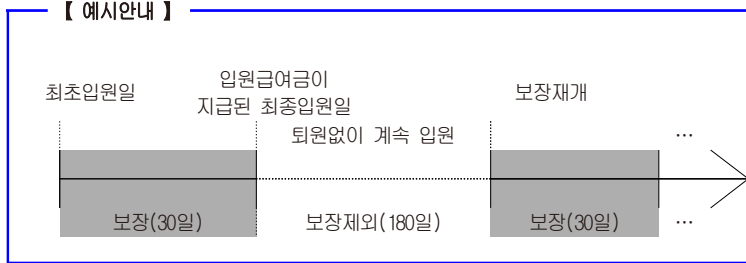 【 예시안내 】
최초입원일
입원급여금이
지급된 최종입원일
보장재개
퇴원없이 계속 입원
…
보장(30일)
보장제외(180일)
보장(30일)
…